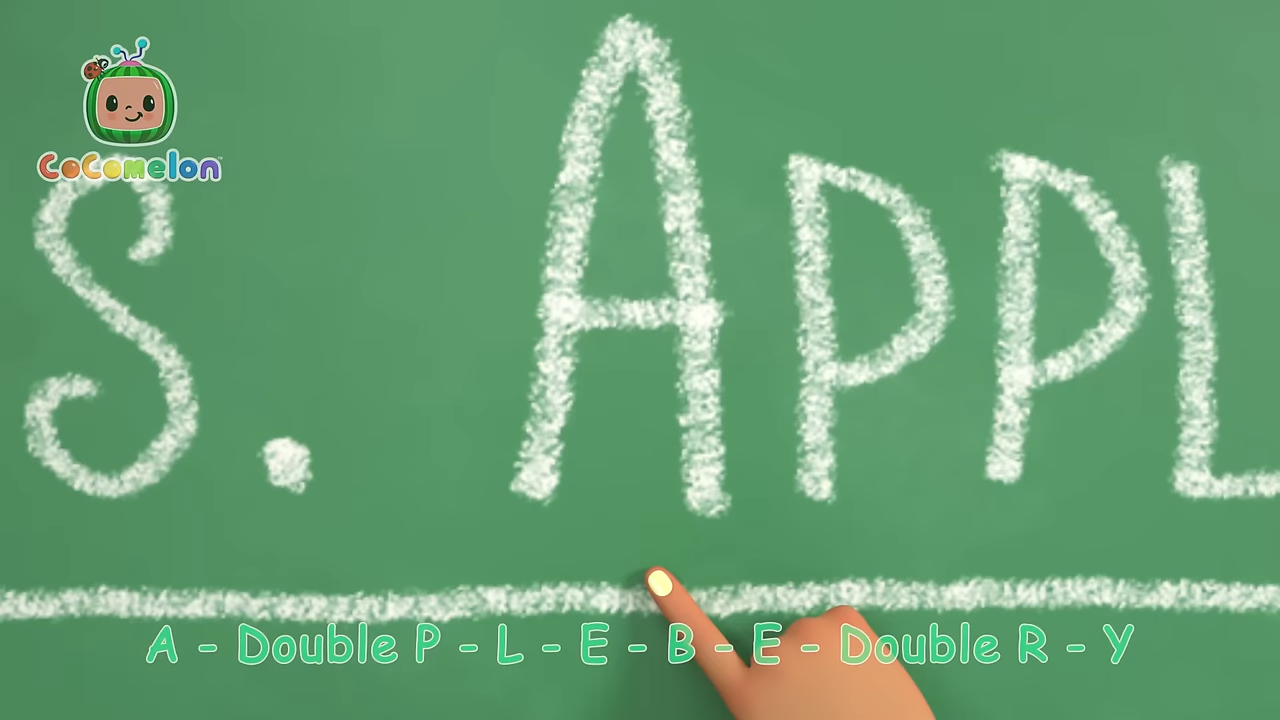 CoComelon
S. APPL
A - Double P - L - E - B - E - Double R - Y